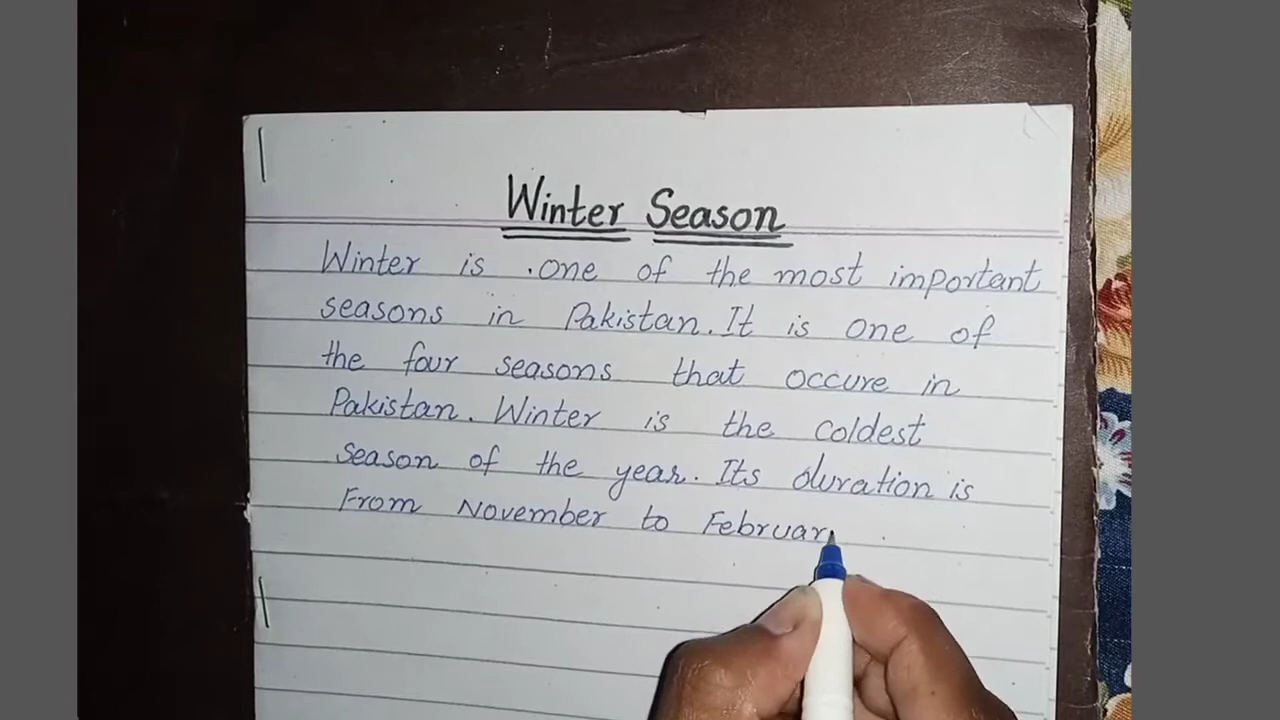 Winter Season
Winter is .one of the most important
seasons in Pakistan. It is one of
the four seasons that occure in
Pakistan. Winter is the coldest
season of the year. Its duration is
From November to Februar